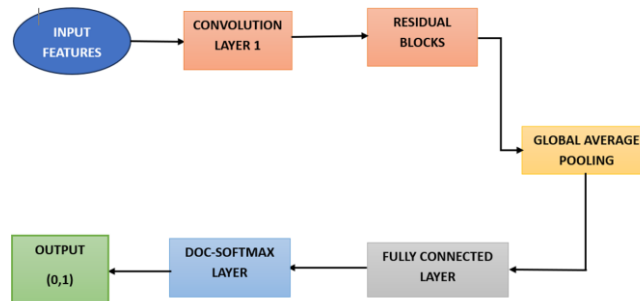 INPUT
FEATURES
CONVOLUTION
LAYER 1
RESIDUAL
BLOCKS
GLOBAL AVERAGE
POOLING
FULLY CONNECTED
LAYER
DOC-SOFTMAX
LAYER
OUTPUT
(0,1)